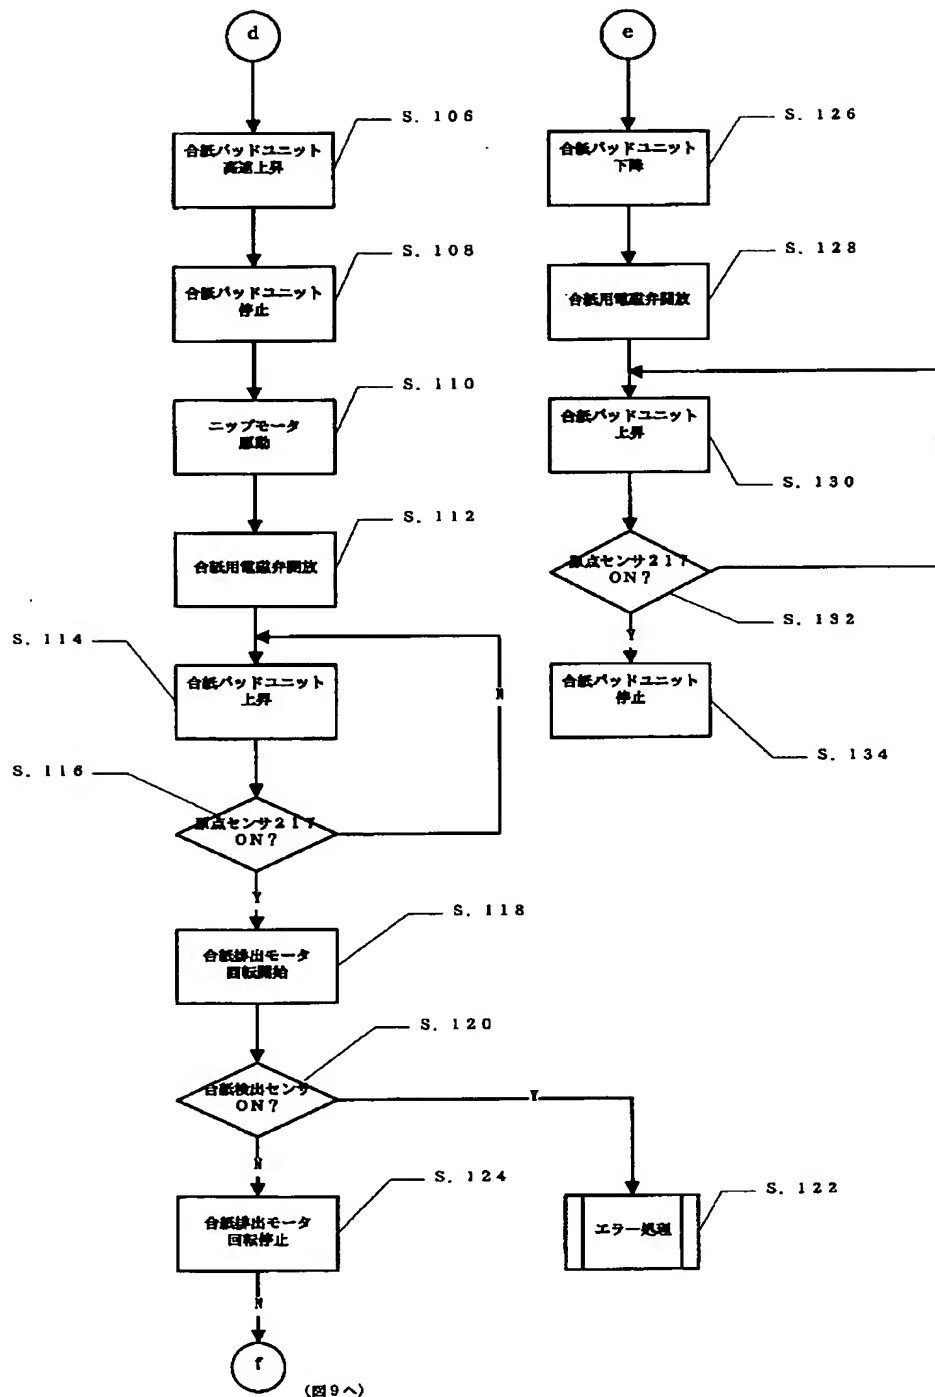 d
S. 106
合紙パッドユニット
高速上昇
S. 108
合紙パッドユニット
停止
S. 110
ニップモータ
駆動
S. 112
合紙用電磁弁開放
S. 114
合紙パッドユニット
上昇
N
S. 116
原点センサ217
ON?
Y
S. 118
合紙排出モータ
回転開始
S. 120
合紙検出センサ
ON?
Y
N
S. 124
合紙排出モータ
回転停止
S. 122
エラー処理
N
f
(図9へ)
e
S. 126
合紙パッドユニット
下降
S. 128
合紙用電磁弁開放
合紙パッドユニット
上昇
S. 130
原点センサ217
ON?
S. 132
Y
合紙パッドユニット
停止
S. 134